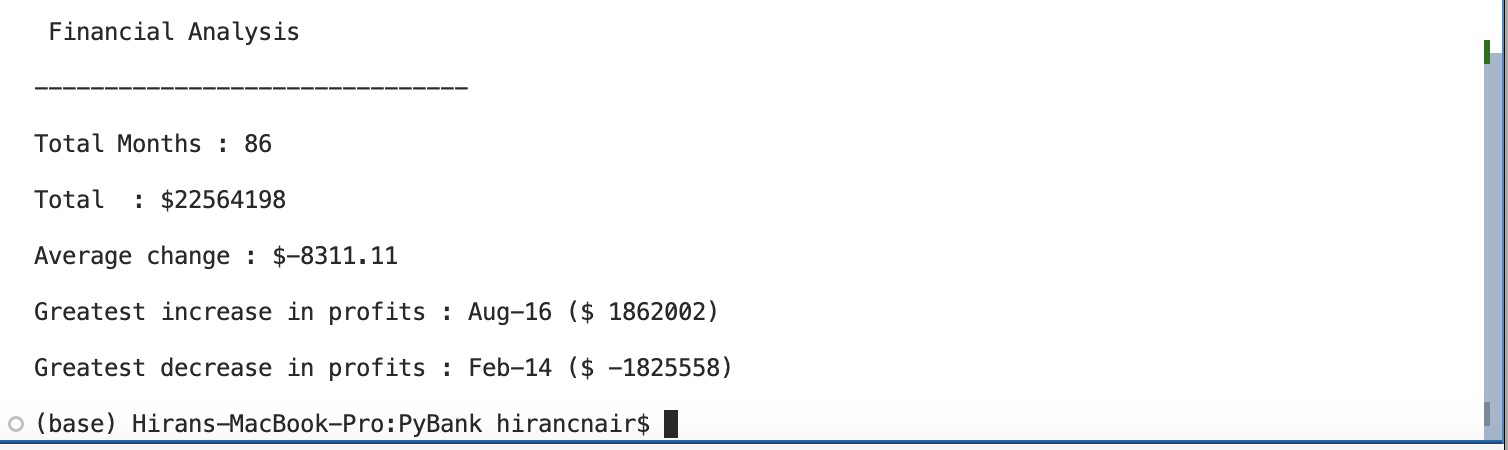 Financial Analysis
-------------------------------
Total Months : 86
Total  : $22564198
Average change : $-8311.11
Greatest increase in profits : Aug-16 ($ 1862002)
Greatest decrease in profits : Feb-14 ($ -1825558)
(base) Hirans-MacBook-Pro:PyBank hirancnair$